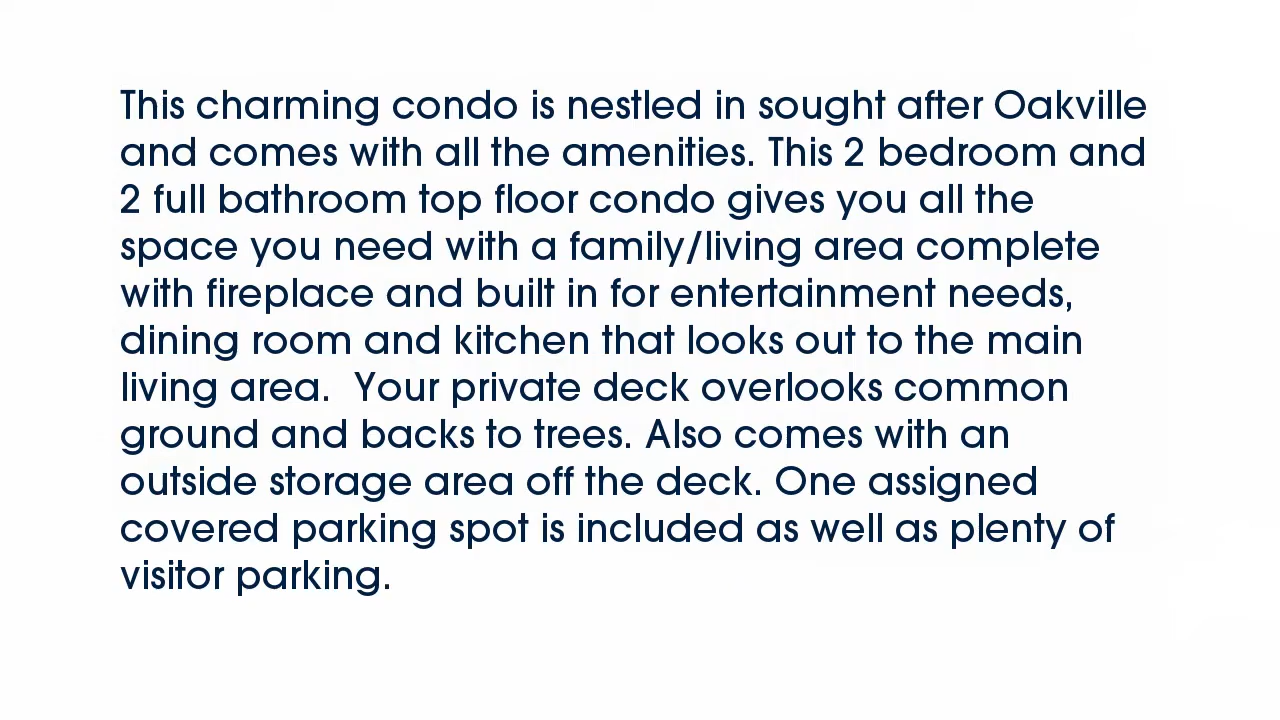 This charming condo is nestled in sought after Oakville
and comes with all the amenities. This 2 bedroom and
2 full bathroom top floor condo gives you all the
space you need with a family/living area complete
with fireplace and built in for entertainment needs,
dining room and kitchen that looks out to the main
living area.  Your private deck overlooks common
ground and backs to trees. Also comes with an
outside storage area off the deck. One assigned
covered parking spot is included as well as plenty of
visitor parking.